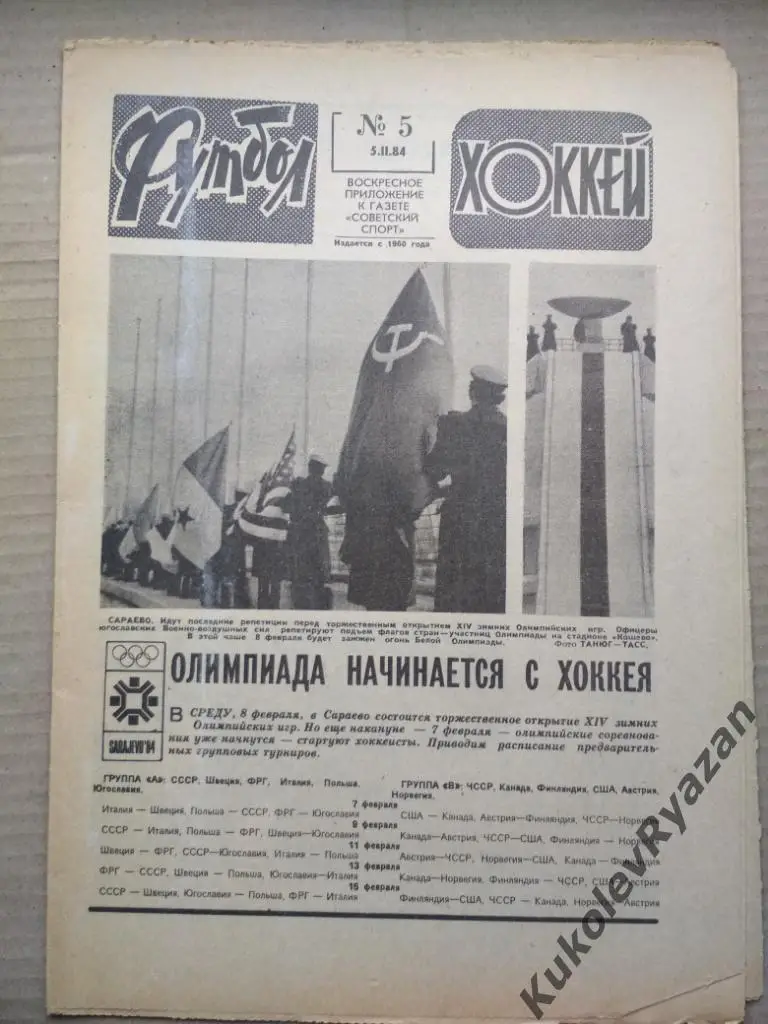 Футбол
№ 5
5.II.84
ВОСКРЕСНОЕ
ПРИЛОЖЕНИЕ
К ГАЗЕТЕ
«СОВЕТСКИЙ
СПОРТ»
Издается с 1960 года
ХОККЕЙ
САРАЕВО. Идут последние репетиции перед торжественным открытием XIV зимних Олимпийских игр. Офицеры
югославских Военно-воздушных сил репетируют подъем флагов стран—участниц Олимпиады на стадионе «Кошево».
В этой чаше 8 февраля будет зажжен огонь Белой Олимпиады. Фото ТАНЮГ—ТАСС.
SARAJEVO'84
ОЛИМПИАДА НАЧИНАЕТСЯ С ХОККЕЯ
В СРЕДУ, 8 февраля, в Сараево состоится торжественное открытие XIV зимних
Олимпийских игр. Но еще накануне — 7 февраля — олимпийские соревнова-
ния уже начнутся — стартуют хоккеисты. Приводим расписание предваритель-
ных групповых турниров.
ГРУППА «А»: СССР, Швеция, ФРГ, Италия, Польша,
Югославия.
ГРУППА «В»: ЧССР, Канада, Финляндия, США, Австрия,
Норвегия.
7 февраля
Италия — Швеция, Польша — СССР, ФРГ — Югославия
США — Канада, Австрия—Финляндия, ЧССР—Норвегия
9 февраля
СССР — Италия, Польша — ФРГ, Швеция—Югославия
Канада—Австрия, ЧССР—США, Финляндия — Норвегия
11 февраля
Швеция — ФРГ, СССР—Югославия, Италия — Польша
Австрия—ЧССР, Норвегия—США, Канада — Финляндия
13 февраля
ФРГ — СССР, Швеция — Польша, Югославия—Италия
Канада—Норвегия, Финляндия — ЧССР, США — Австрия
15 февраля
СССР — Швеция, Югославия — Польша, ФРГ — Италия
Финляндия—США, ЧССР — Канада, Норвегия—Австрия
KukolevRyazan